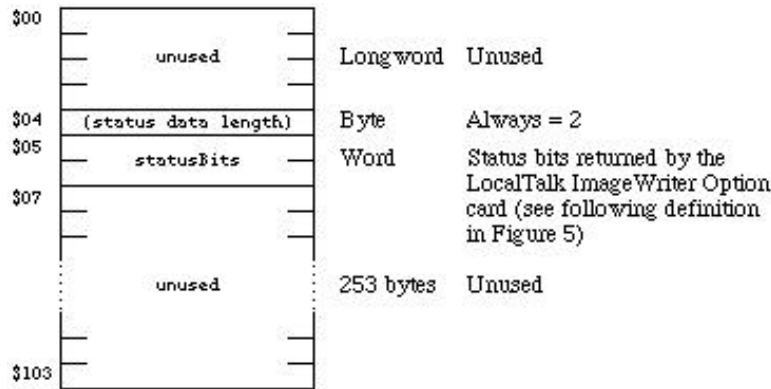 $00
unused Longword Unused
$04 (status data length) Byte Always = 2
$05 statusBits Word Status bits returned by the
LocalTalk ImageWriter Option
$07 card (see following definition
in Figure 5)
unused 253 bytes Unused
$103